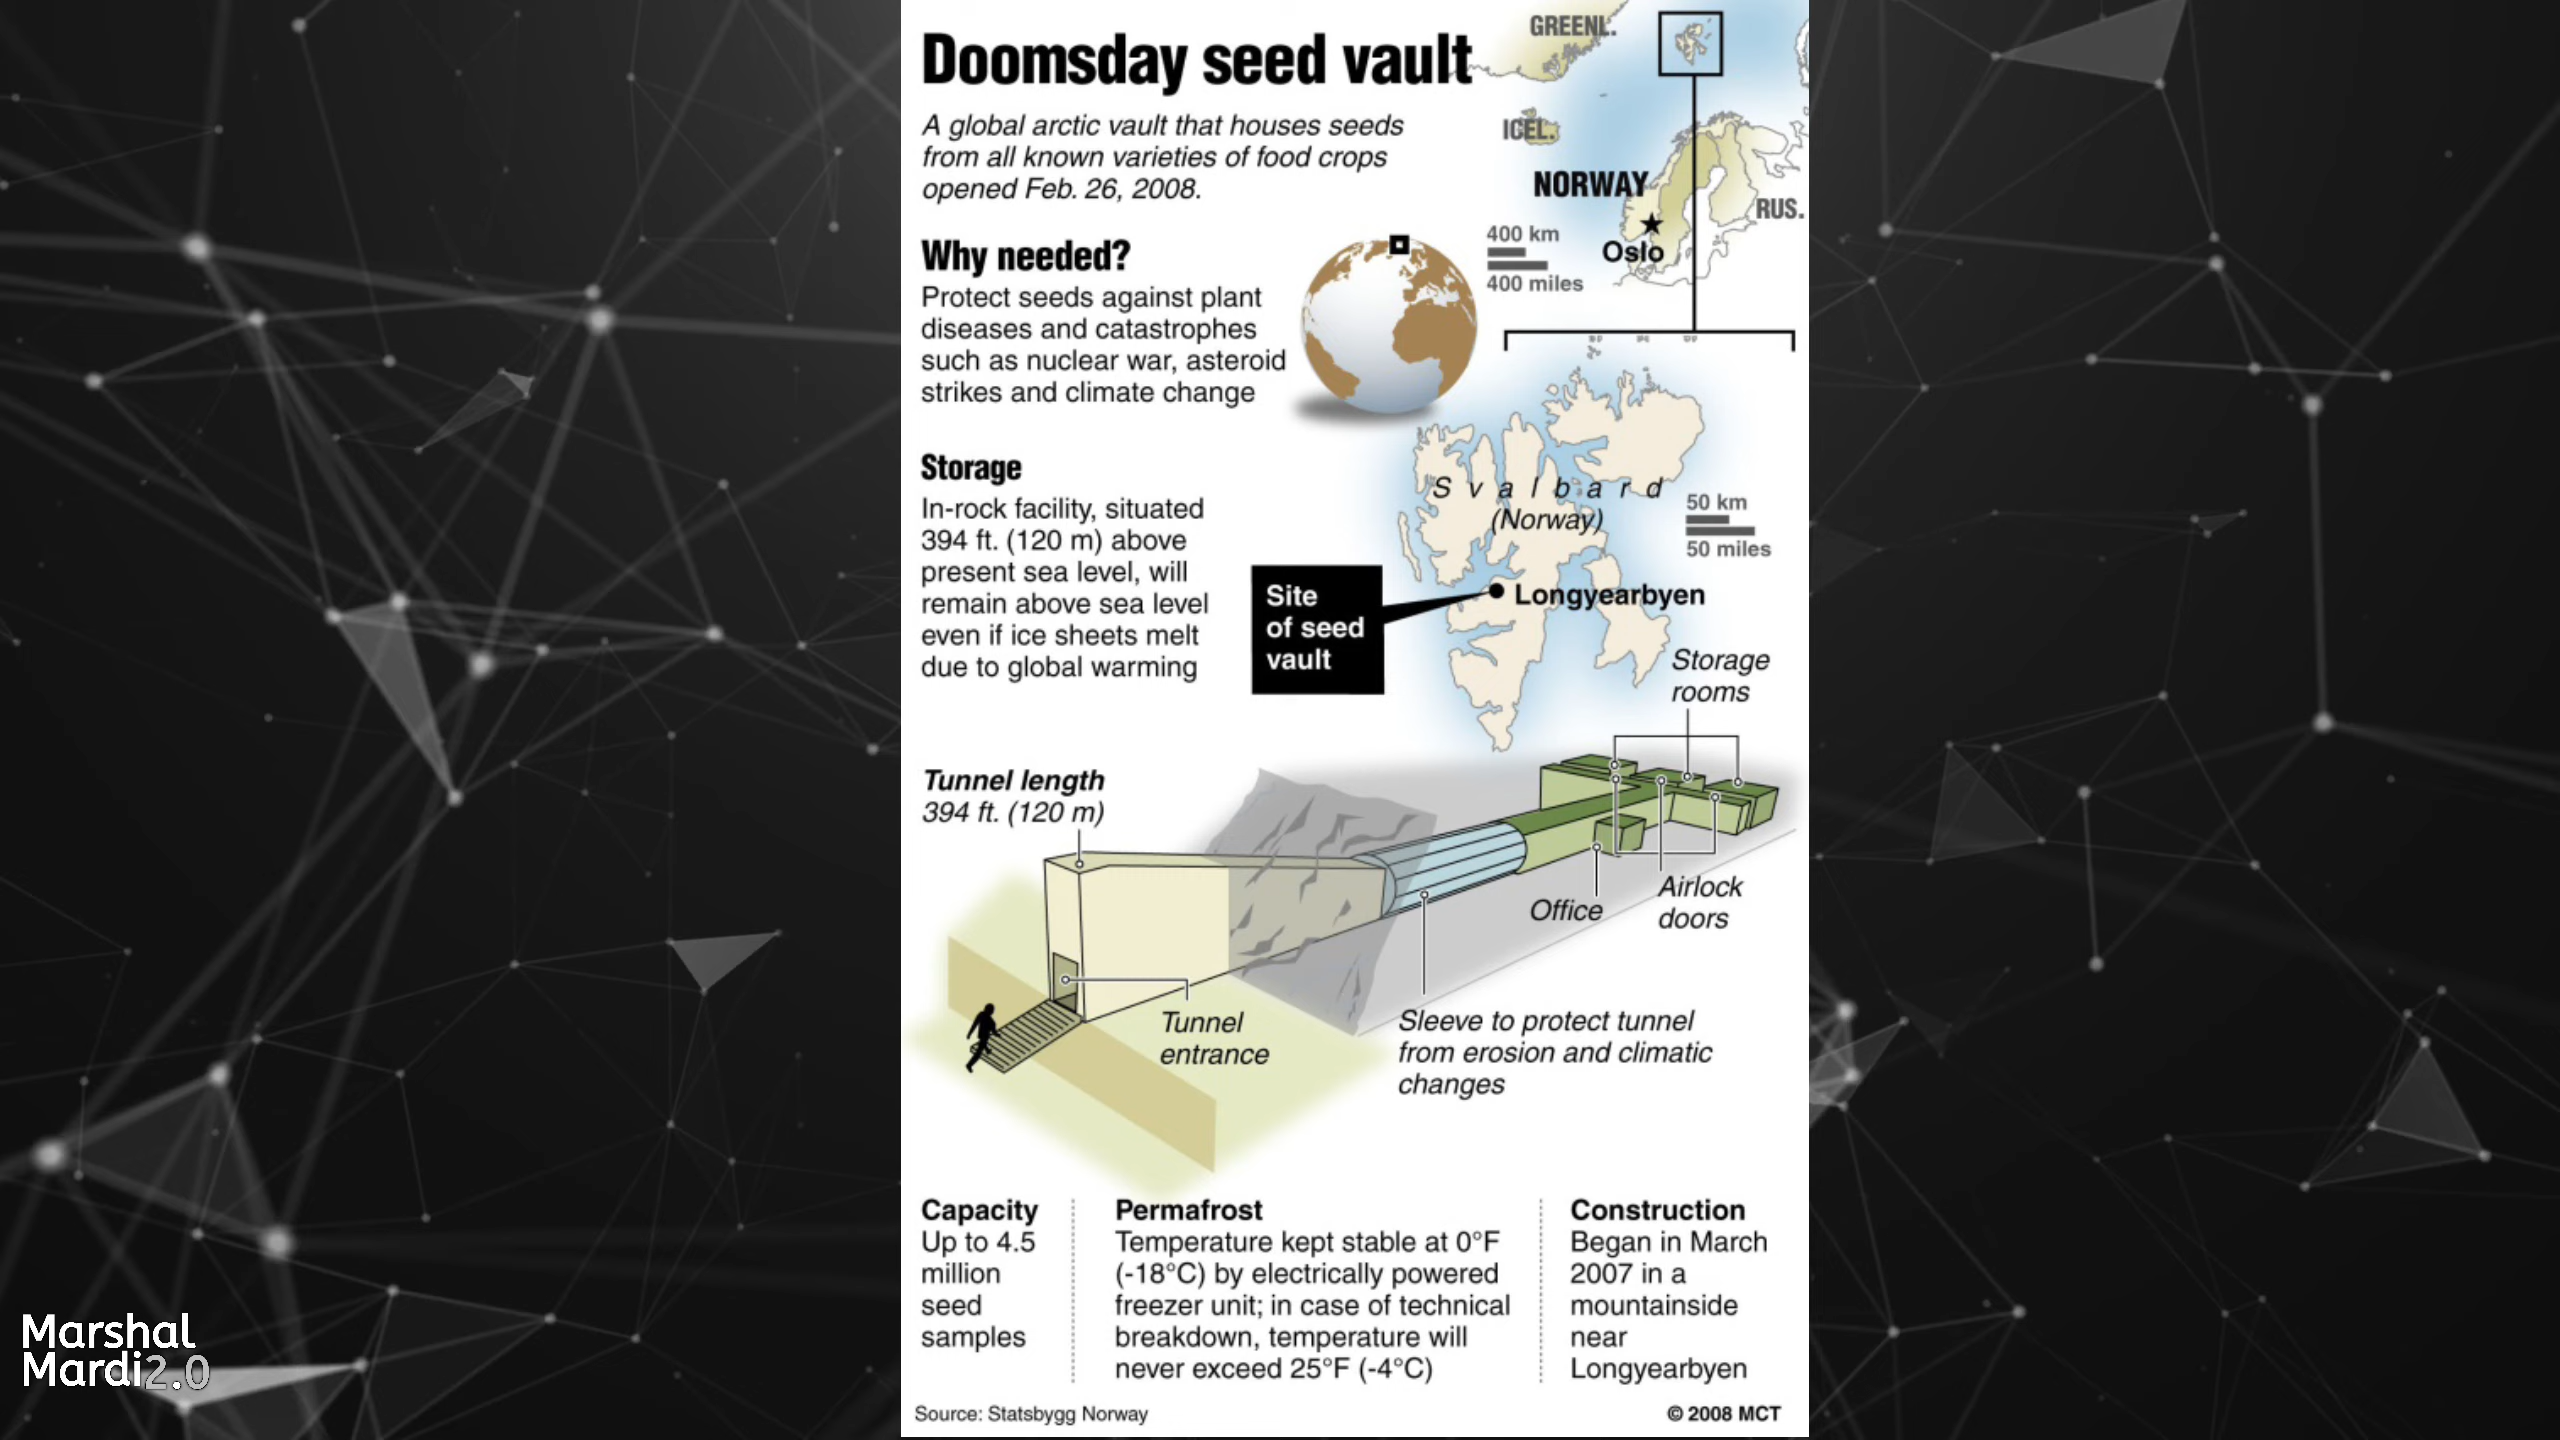 Doomsday seed vault
A global arctic vault that houses seeds
from all known varieties of food crops
opened Feb. 26, 2008.
GREENL.
ICEL.
NORWAY
RUS.
Oslo
400 km
400 miles
Why needed?
Protect seeds against plant
diseases and catastrophes
such as nuclear war, asteroid
strikes and climate change
Storage
In-rock facility, situated
394 ft. (120 m) above
present sea level, will
remain above sea level
even if ice sheets melt
due to global warming
Svalbard
(Norway)
50 km
50 miles
Site
of seed
vault
Longyearbyen
Storage
rooms
Tunnel length
394 ft. (120 m)
Office
Airlock
doors
Tunnel
entrance
Sleeve to protect tunnel
from erosion and climatic
changes
Capacity
Up to 4.5
million
seed
samples
Permafrost
Temperature kept stable at 0°F
(-18°C) by electrically powered
freezer unit; in case of technical
breakdown, temperature will
never exceed 25°F (-4°C)
Construction
Began in March
2007 in a
mountainside
near
Longyearbyen
Source: Statsbygg Norway
© 2008 MCT
Marshal
Mardi2.0